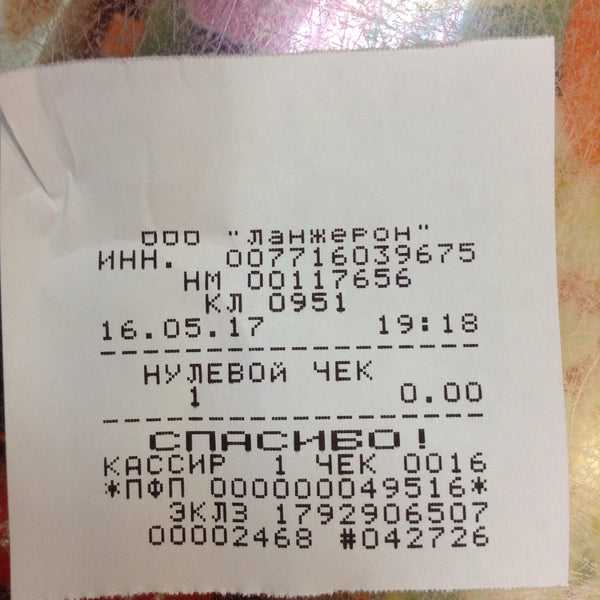 ООО "Ланжерон"
ИНН. 007716039675
НМ 00117656
КЛ 0951
16.05.17 19:18
НУЛЕВОЙ ЧЕК
1 0.00
СПАСИБО!
КАССИР 1 ЧЕК 0016
*ПФП 000000049516*
ЭКЛЗ 1792906507
00002468 #042726